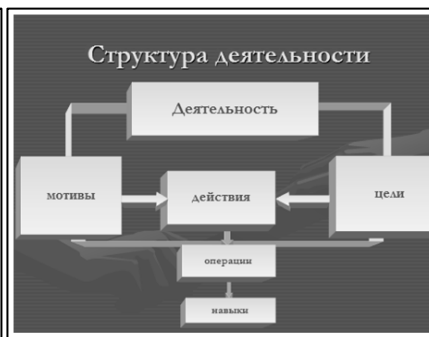 Структура деятельности
Деятельность
мотивы
действия
цели
операции
навыки